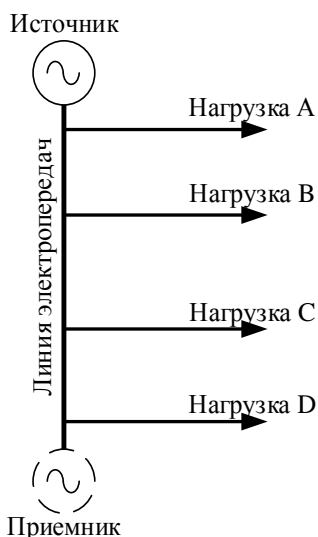 Источник
Нагрузка A
Линия электропередач
Нагрузка B
Нагрузка C
Нагрузка D
Приемник